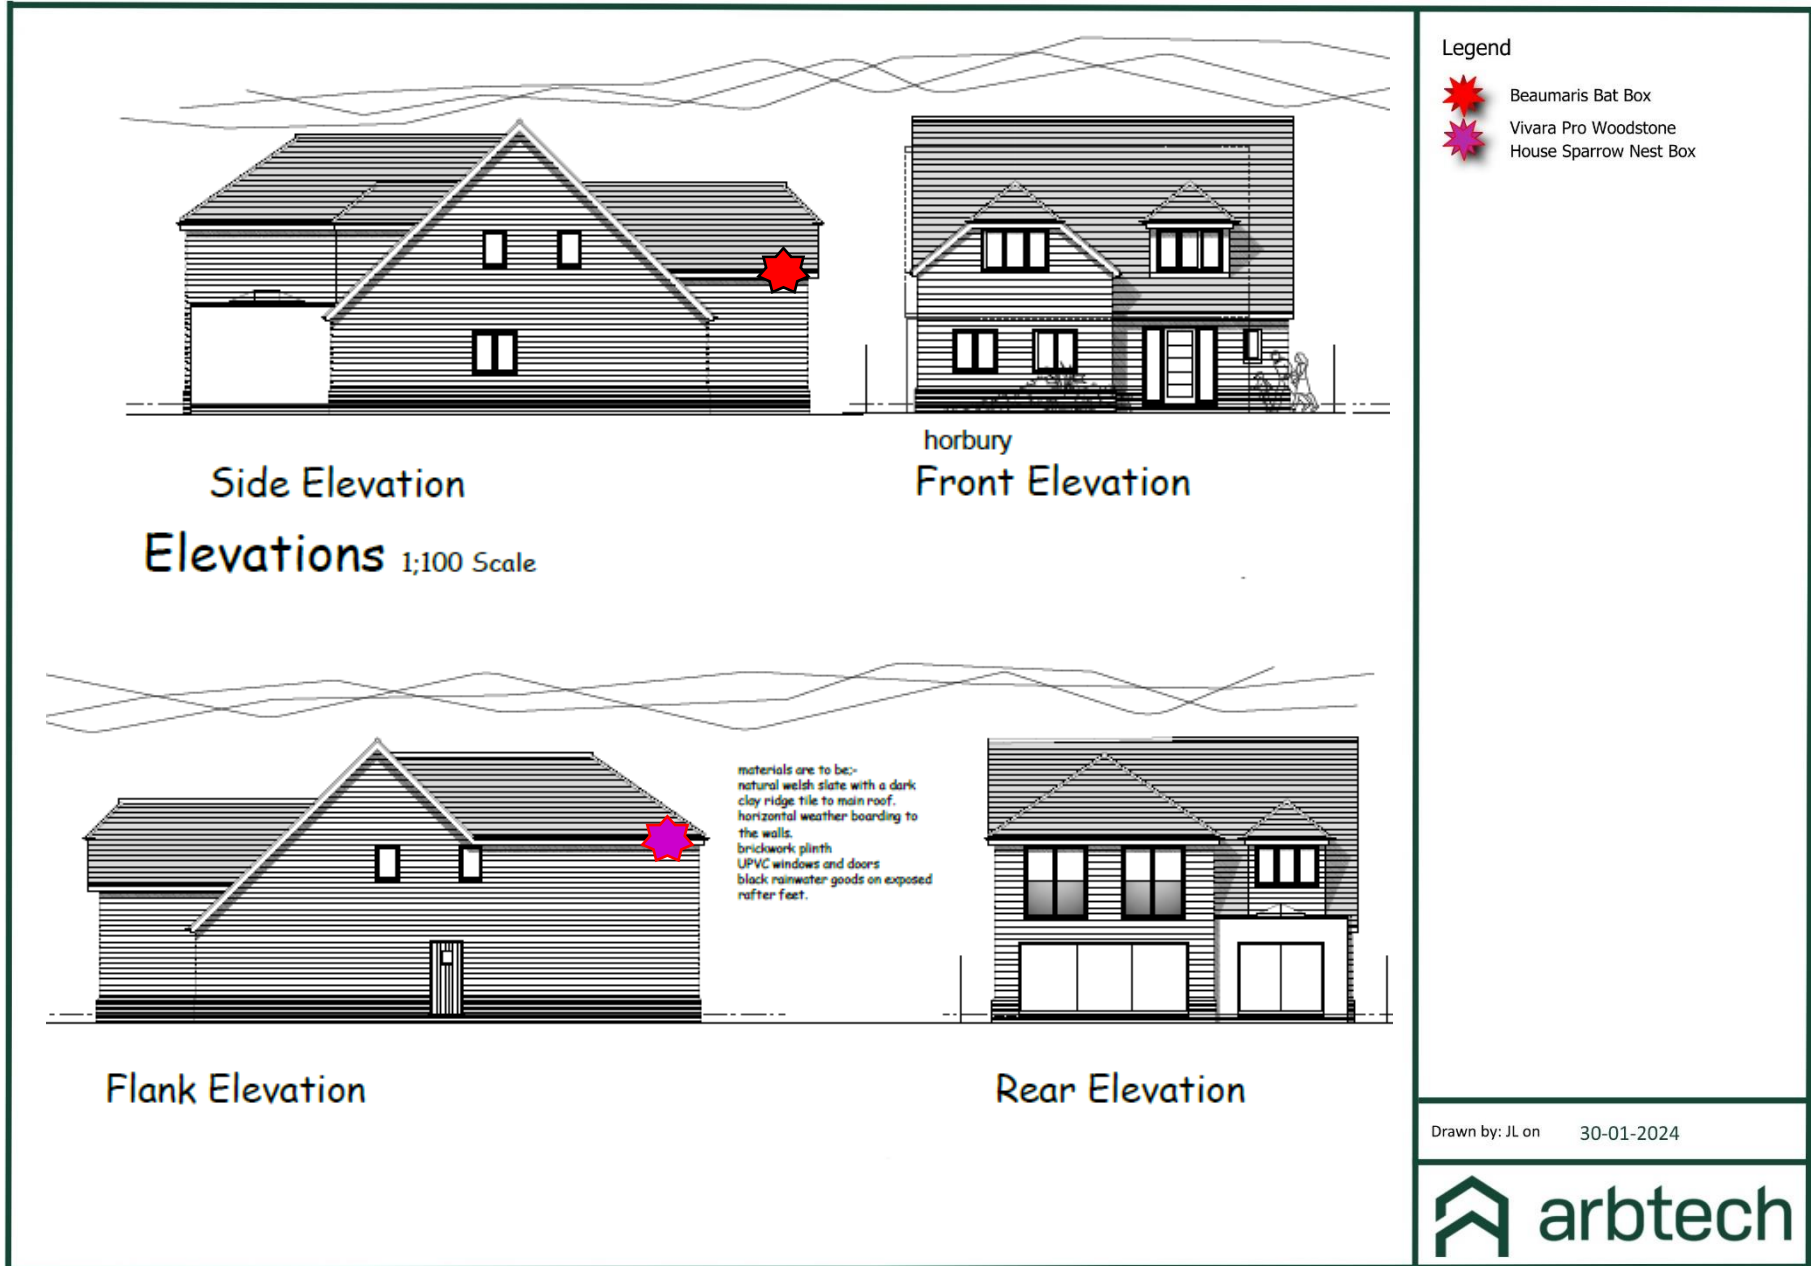 Legend
Beaumaris Bat Box
Vivara Pro Woodstone
House Sparrow Nest Box
horbury
Side Elevation
Front Elevation
Elevations 1;100 Scale
materials are to be;-
natural welsh slate with a dark
clay ridge tile to main roof.
horizontal weather boarding to
the walls.
brickwork plinth
UPVC windows and doors
black rainwater goods on exposed
rafter feet.
Flank Elevation
Rear Elevation
Drawn by: JL on 30-01-2024
arbtech